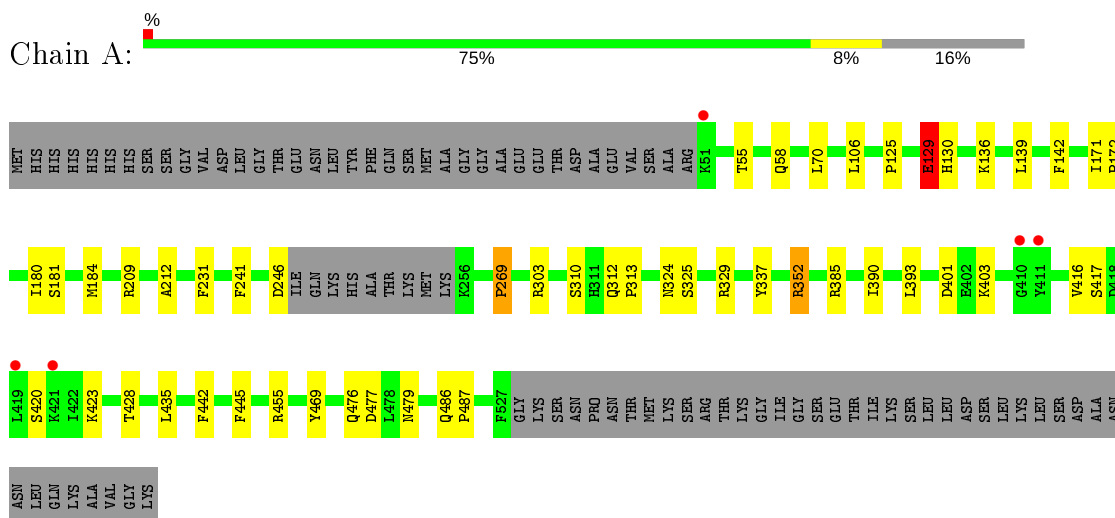 %
Chain A:
75% 8% 16%
MET HIS HIS HIS HIS HIS HIS SER SER GLY VAL ASP LEU GLY THR GLU ASN LEU TYR PHE GLN SER MET ALA GLY GLY ALA GLU GLU THR ASP ALA GLU VAL SER ALA ARG K51 T55 Q58 L70 L106 P125 E129 H130 K136 L139 F142 I171 P172
I180 S181 M184 R209 A212 F231 F241 D246 ILE GLN LYS HIS ALA THR LYS MET LYS K256 P269 R303 S310 H311 Q312 P313 N324 S325 R329 Y337 R352 R385 I390 L393 D401 E402 K403 G410 Y411 V416 S417 D418
L419 S420 K421 I422 K423 T428 L435 F442 F445 R455 Y469 Q476 D477 L478 N479 Q486 P487 F527 GLY LYS SER ASN PRO ASN THR MET LYS SER ARG THR LYS GLY ILE GLY SER GLU THR ILE LYS SER LEU LEU ASP SER LEU LYS LEU SER ASP ALA ASN
ASN LEU GLN LYS ALA VAL GLY LYS